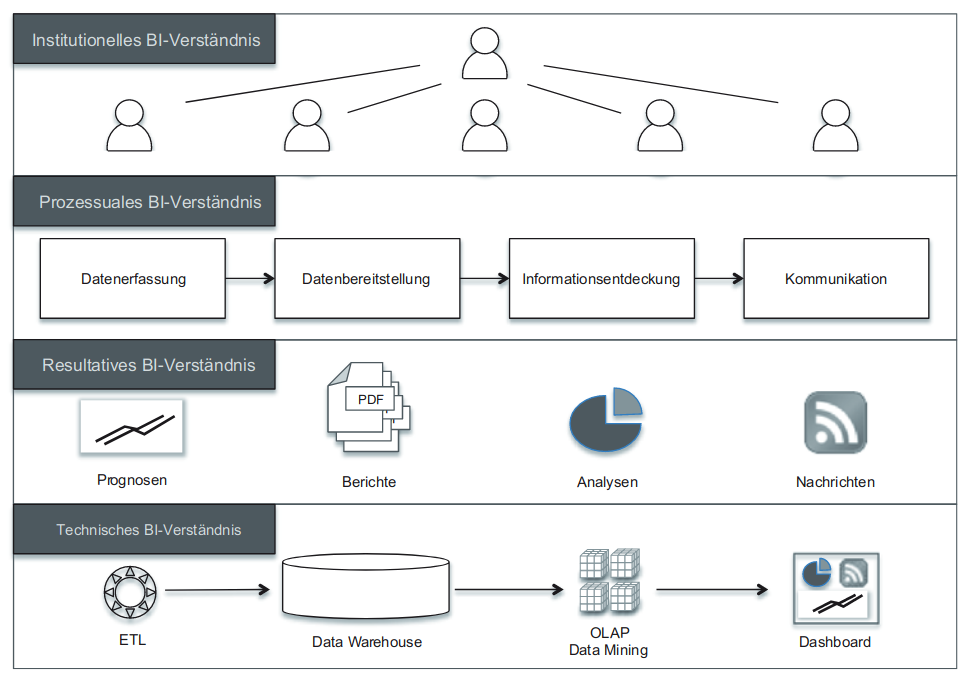 Institutionelles BI-Verständnis
Prozessuales BI-Verständnis
Datenerfassung
Datenbereitstellung
Informationsentdeckung
Kommunikation
Resultatives BI-Verständnis
PDF
Prognosen
Berichte
Analysen
Nachrichten
Technisches BI-Verständnis
ETL
Data Warehouse
OLAP
Data Mining
Dashboard